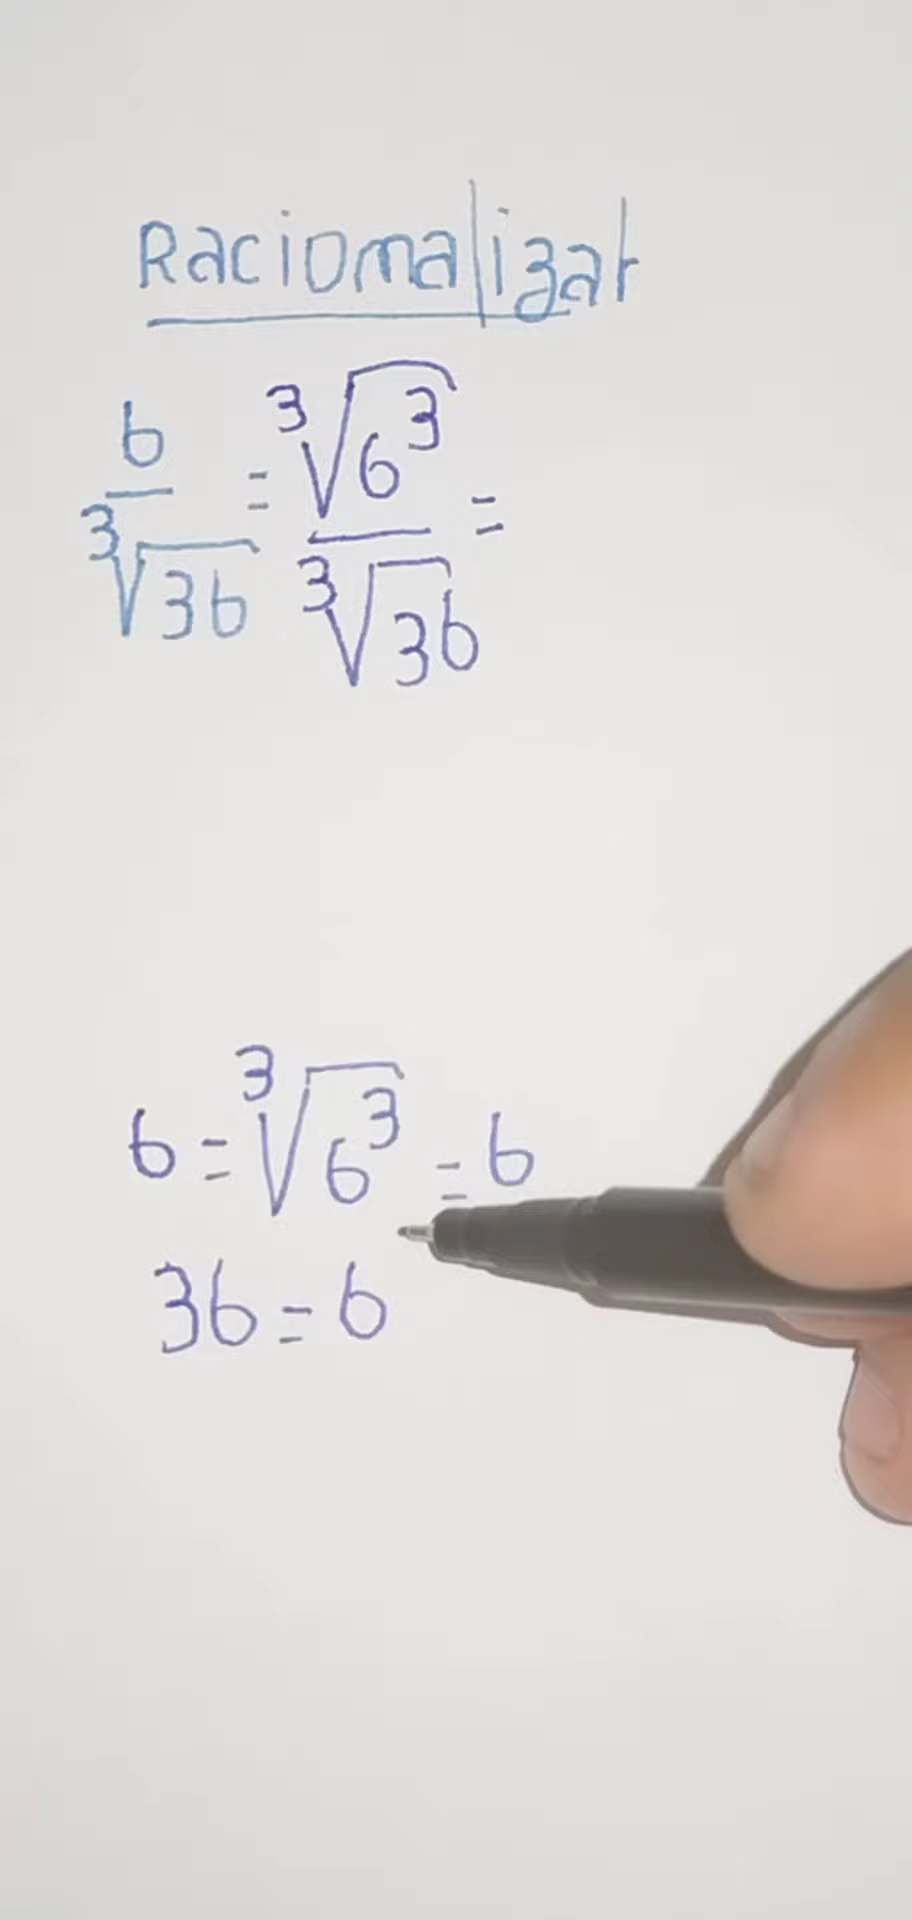 Racionalizar
6/∛36 = ∛6³/∛36 =
6 = ∛6³ = 6
36 = 6